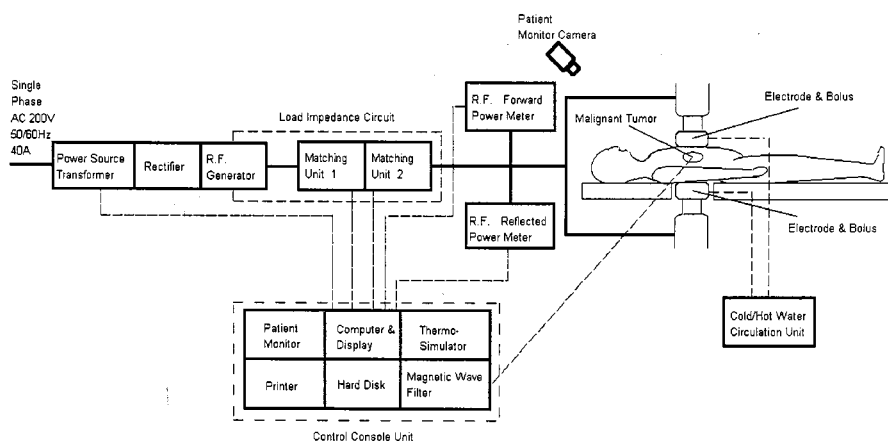 Patient
Monitor Camera
Single
Phase
AC 200V
50/60Hz
40A
Load Impedance Circuit
R.F. Forward
Power Meter
Electrode & Bolus
Malignant Tumor
Power Source
Transformer
Rectifier
R.F.
Generator
Matching
Unit 1
Matching
Unit 2
R.F. Reflected
Power Meter
Electrode & Bolus
Cold/Hot Water
Circulation Unit
Patient
Monitor
Computer &
Display
Thermo-
Simulator
Printer
Hard Disk
Magnetic Wave
Filter
Control Console Unit